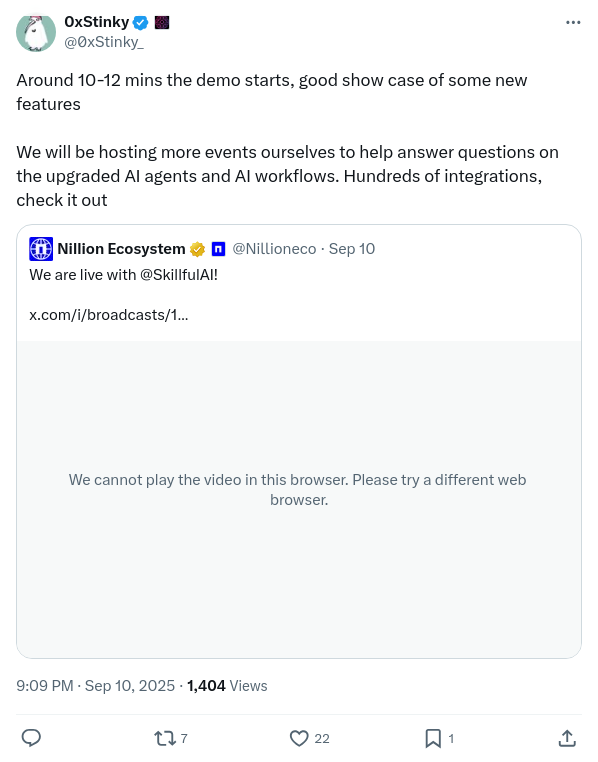 0xStinky
@0xStinky_
Around 10-12 mins the demo starts, good show case of some new
features
We will be hosting more events ourselves to help answer questions on
the upgraded AI agents and AI workflows. Hundreds of integrations,
check it out
Nillion Ecosystem @Nillioneco · Sep 10
We are live with @SkillfulAI!
x.com/i/broadcasts/1…
We cannot play the video in this browser. Please try a different web
browser.
9:09 PM · Sep 10, 2025 · 1,404 Views
7 22 1